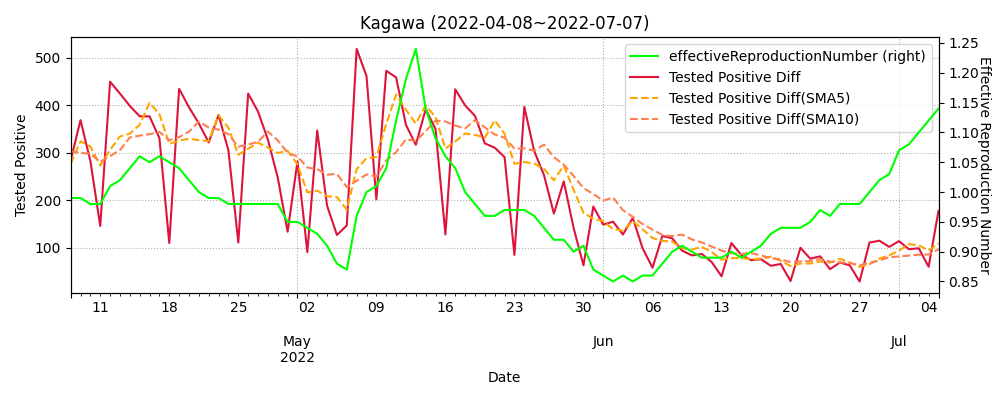 Kagawa (2022-04-08~2022-07-07)
effectiveReproductionNumber (right)
Tested Positive Diff
Tested Positive Diff(SMA5)
Tested Positive Diff(SMA10)
Tested Positive
500
400
300
200
100
1.25
1.20
1.15
1.10
1.05
1.00
0.95
0.90
0.85
Effective Reproduction Number
11 18 25 02 09 16 23 30 06 13 20 27 04
May Jun Jul
2022
Date